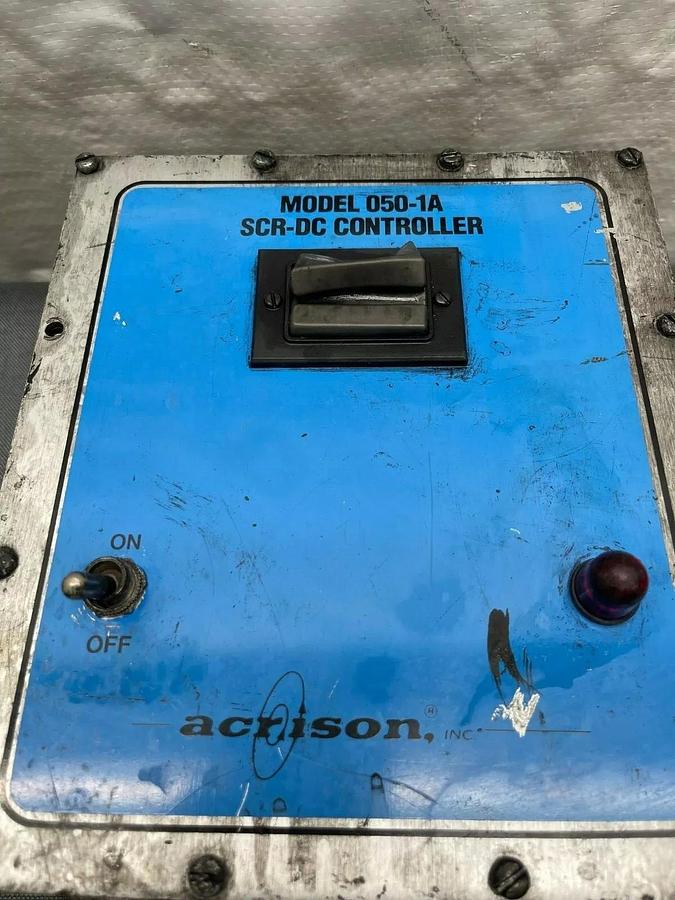 MODEL 050-1A
SCR-DC CONTROLLER
ON
OFF
acrison,® INC